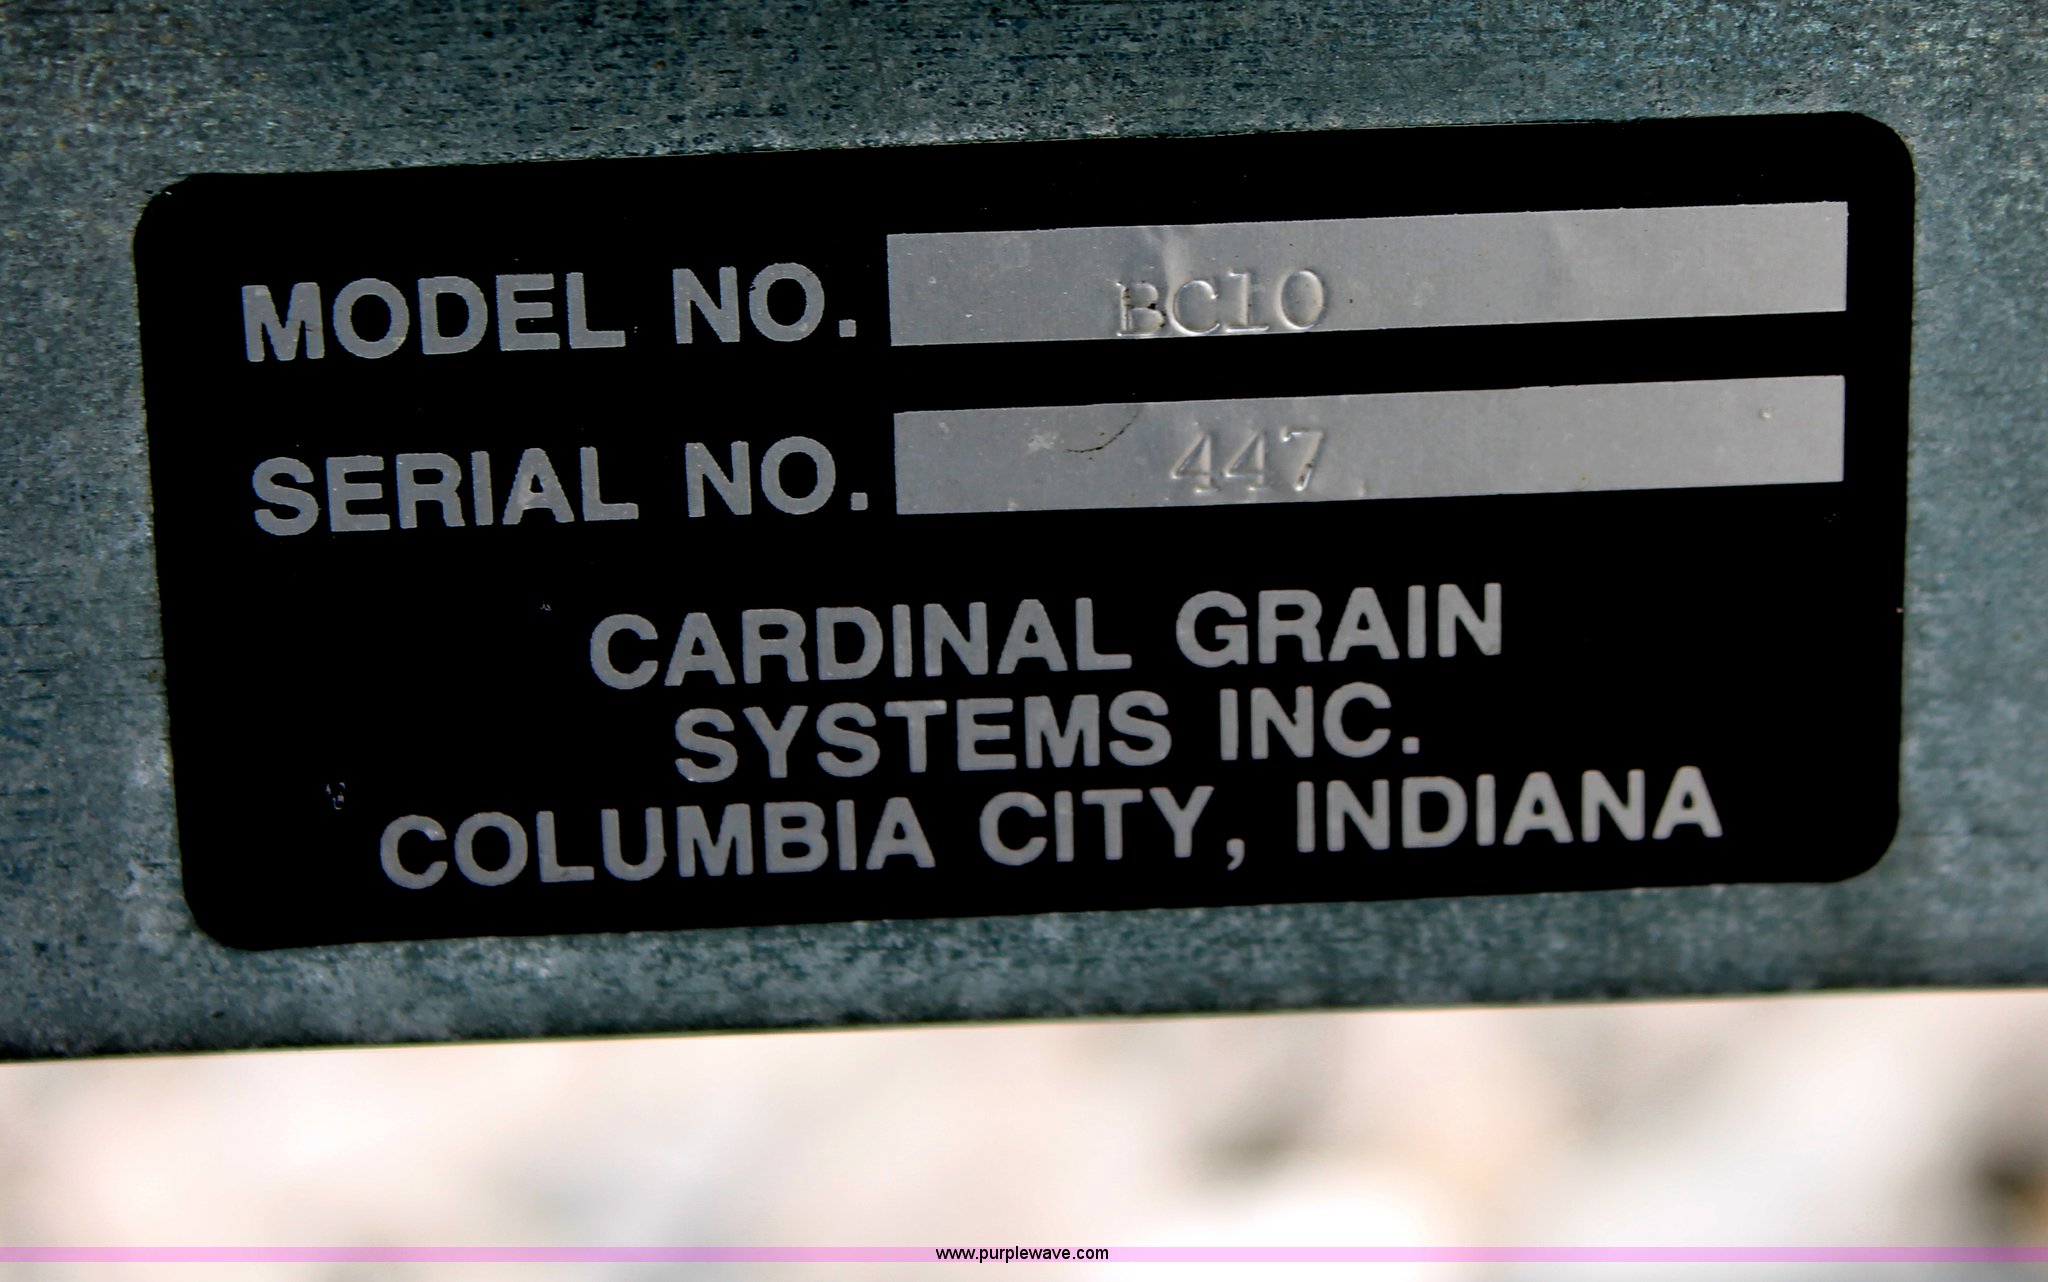 MODEL NO. BC10
SERIAL NO. 447
CARDINAL GRAIN
SYSTEMS INC.
COLUMBIA CITY, INDIANA
www.purplewave.com